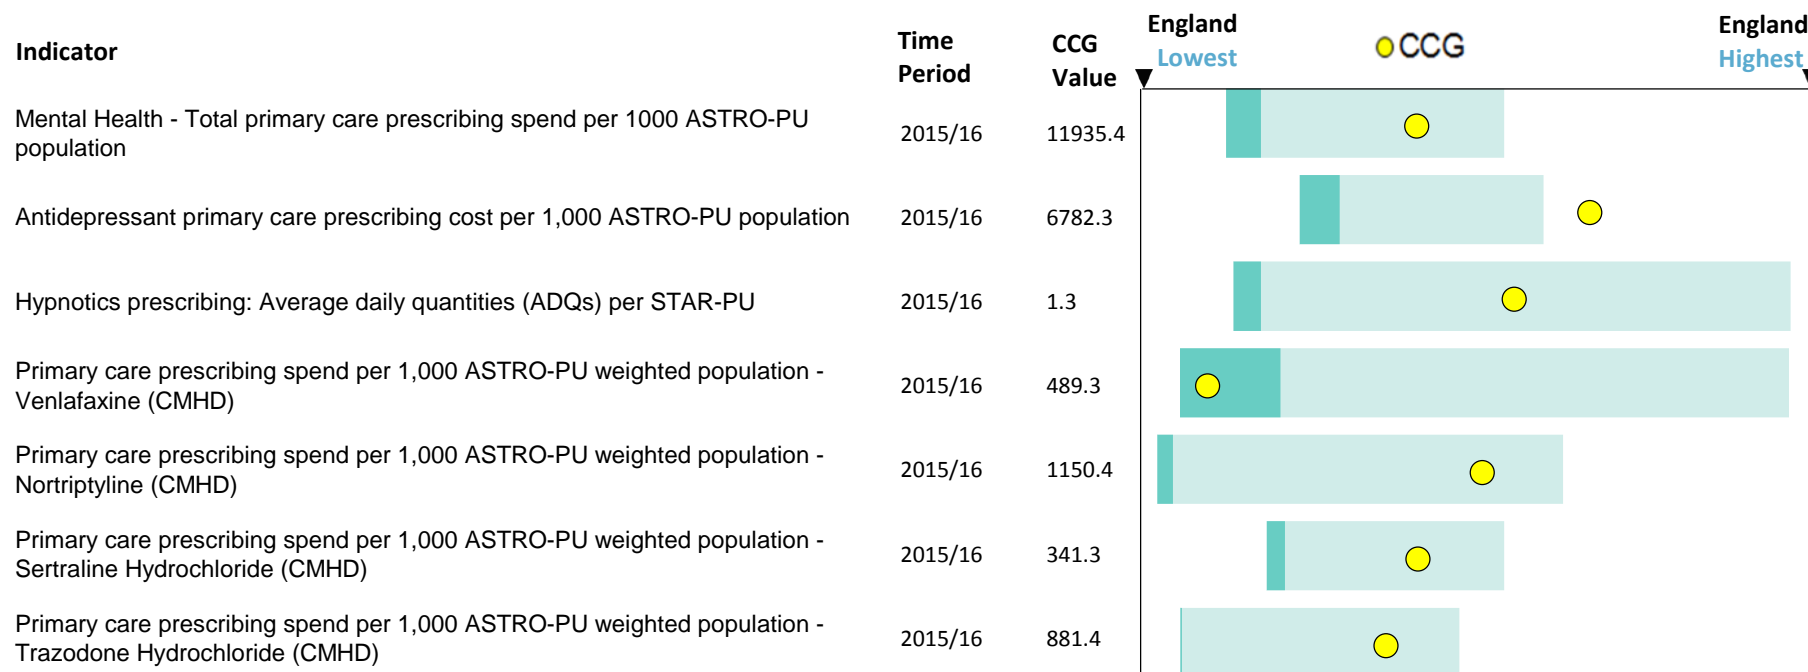 Indicator
Time
Period
CCG
Value
England
Lowest
CCG
England
Highest
Mental Health - Total primary care prescribing spend per 1000 ASTRO-PU
population
2015/16
11935.4
Antidepressant primary care prescribing cost per 1,000 ASTRO-PU population
2015/16
6782.3
Hypnotics prescribing: Average daily quantities (ADQs) per STAR-PU
2015/16
1.3
Primary care prescribing spend per 1,000 ASTRO-PU weighted population -
Venlafaxine (CMHD)
2015/16
489.3
Primary care prescribing spend per 1,000 ASTRO-PU weighted population -
Nortriptyline (CMHD)
2015/16
1150.4
Primary care prescribing spend per 1,000 ASTRO-PU weighted population -
Sertraline Hydrochloride (CMHD)
2015/16
341.3
Primary care prescribing spend per 1,000 ASTRO-PU weighted population -
Trazodone Hydrochloride (CMHD)
2015/16
881.4